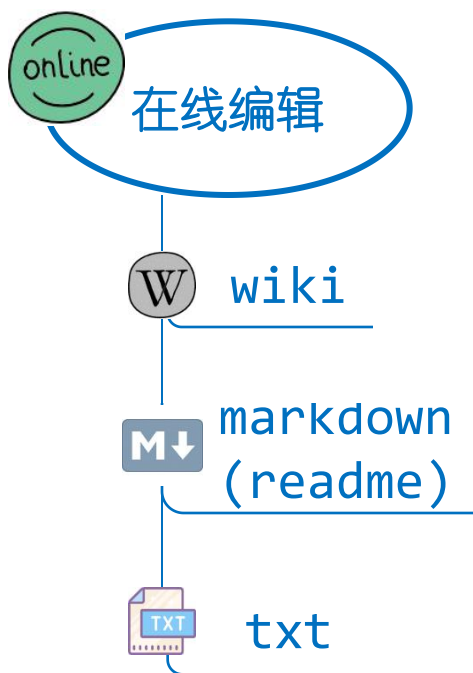 online
在线编辑
W
wiki
M
markdown
(readme)
TXT
txt